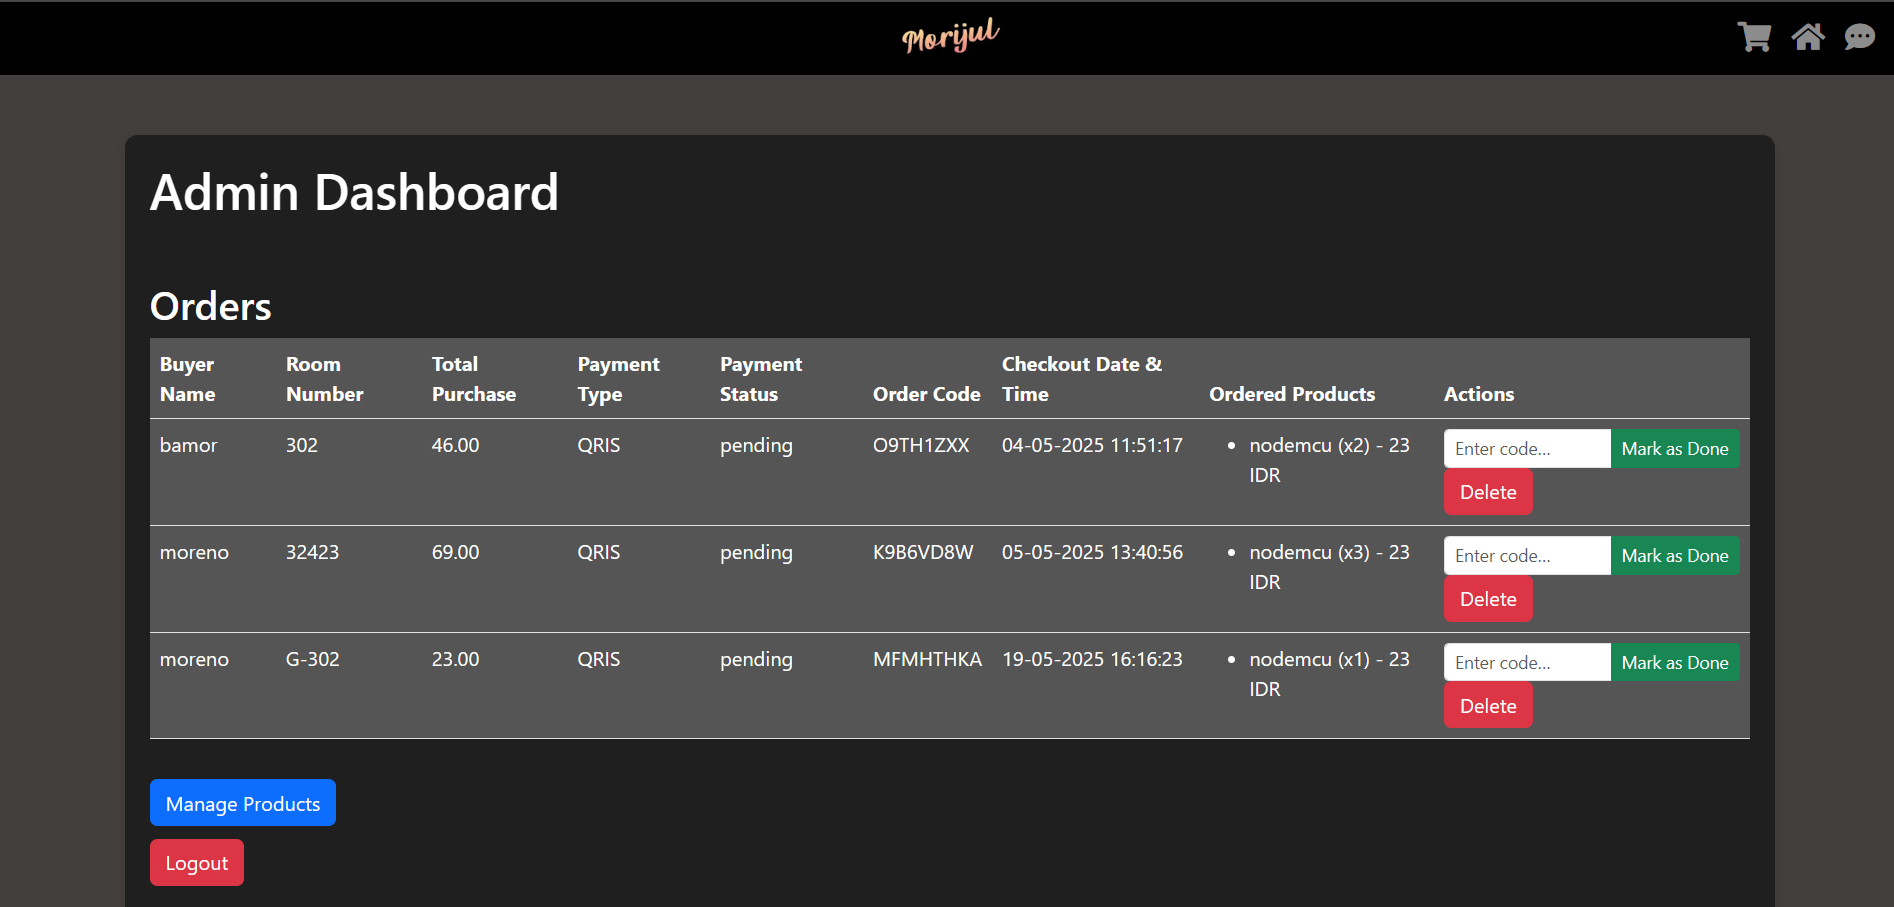 Morijul
Admin Dashboard
Orders
Buyer Name Room Number Total Purchase Payment Type Payment Status Order Code Checkout Date & Time Ordered Products Actions
bamor 302 46.00 QRIS pending O9TH1ZXX 04-05-2025 11:51:17 • nodemcu (x2) - 23 IDR Enter code... Mark as Done
Delete
moreno 32423 69.00 QRIS pending K9B6VD8W 05-05-2025 13:40:56 • nodemcu (x3) - 23 IDR Enter code... Mark as Done
Delete
moreno G-302 23.00 QRIS pending MFMHTHKA 19-05-2025 16:16:23 • nodemcu (x1) - 23 IDR Enter code... Mark as Done
Delete
Manage Products
Logout